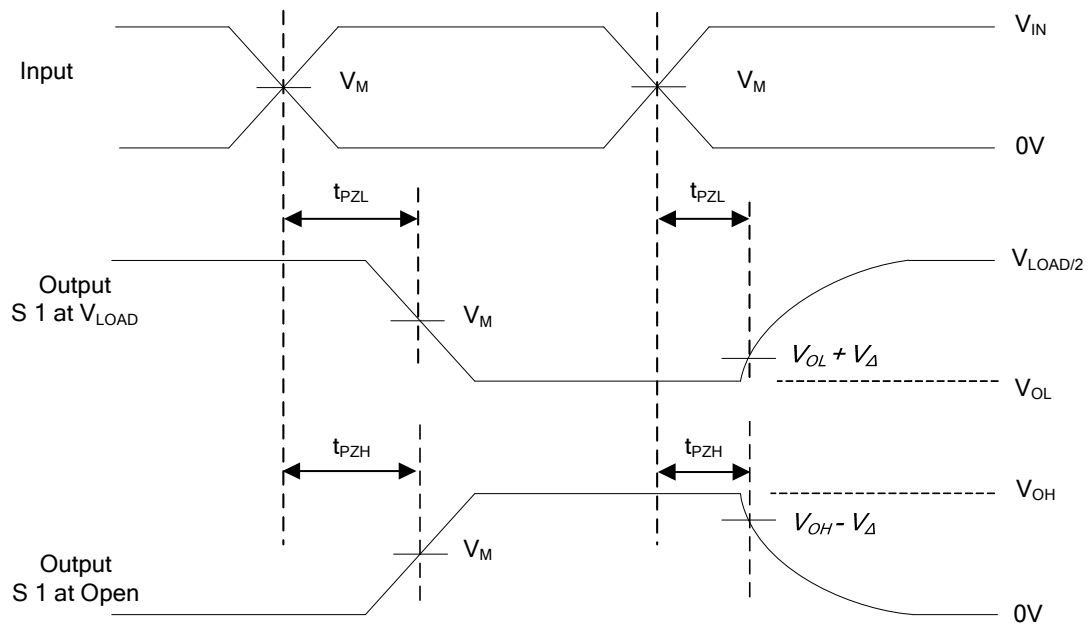 V_IN
Input
V_M
V_M
0V
t_PZL
t_PZL
Output
S 1 at V_LOAD
V_LOAD/2
V_M
V_OL + V_Δ
V_OL
t_PZH
t_PZH
V_OH
V_OH - V_Δ
Output
S 1 at Open
V_M
0V